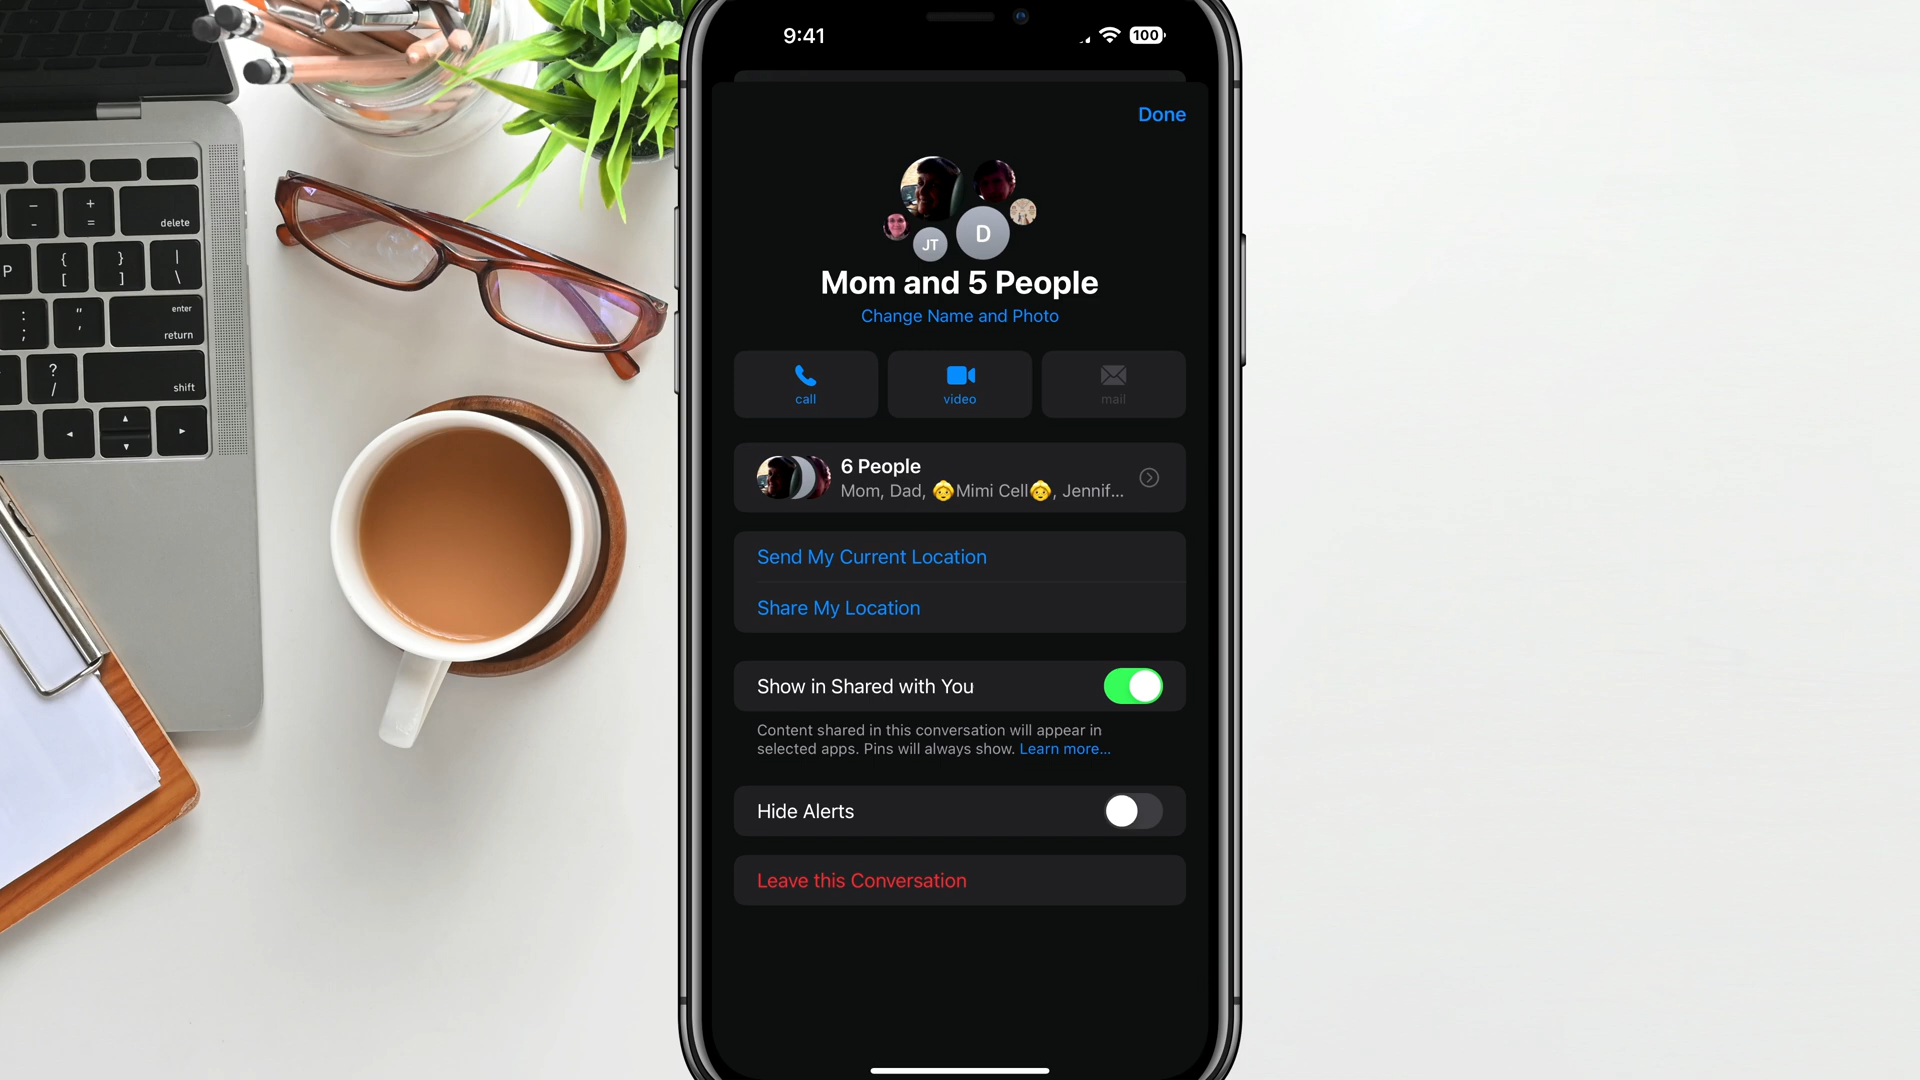 9:41
100
Done
JT
D
Mom and 5 People
Change Name and Photo
call
video
mail
6 People
Mom, Dad, 👵Mimi Cell👵, Jennif...
Send My Current Location
Share My Location
Show in Shared with You
Content shared in this conversation will appear in
selected apps. Pins will always show. Learn more...
Hide Alerts
Leave this Conversation
– -
+ =
delete
P
{ [
} ]
| \
: ;
" '
enter
return
? /
shift